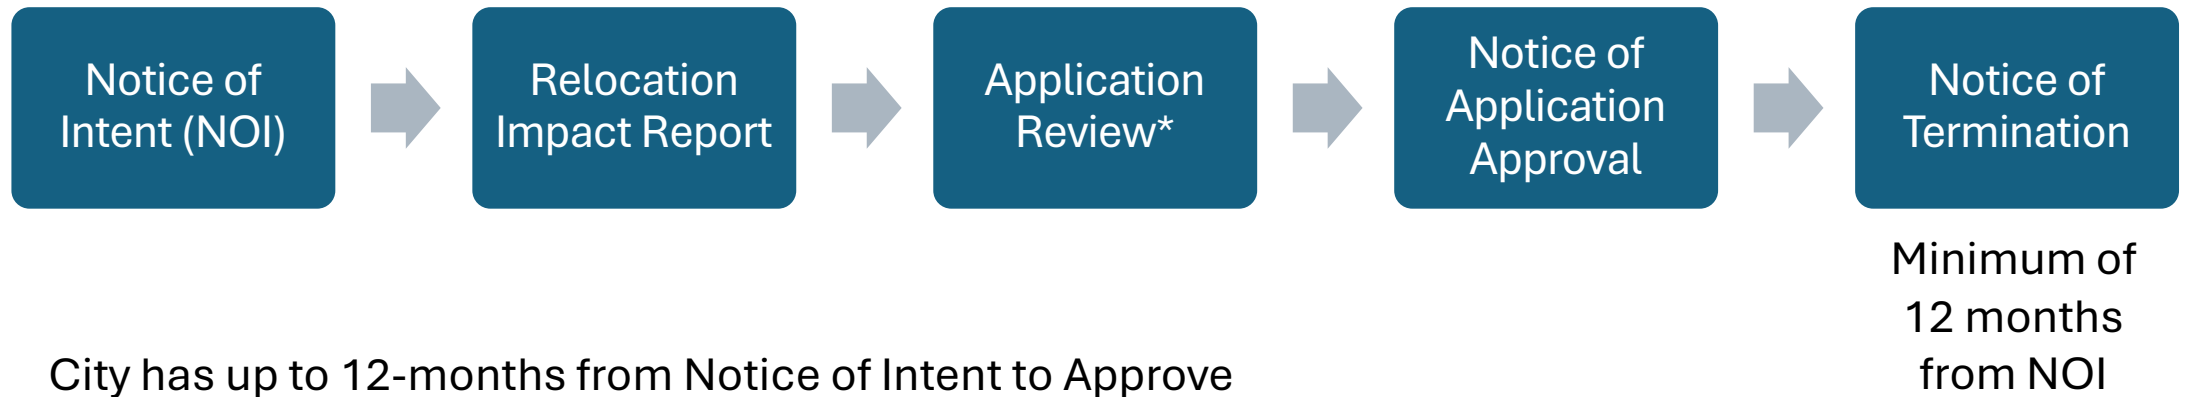 Notice of
Intent (NOI)
Relocation
Impact Report
Application
Review*
Notice of
Application
Approval
Notice of
Termination
Minimum of
12 months
from NOI
City has up to 12-months from Notice of Intent to Approve